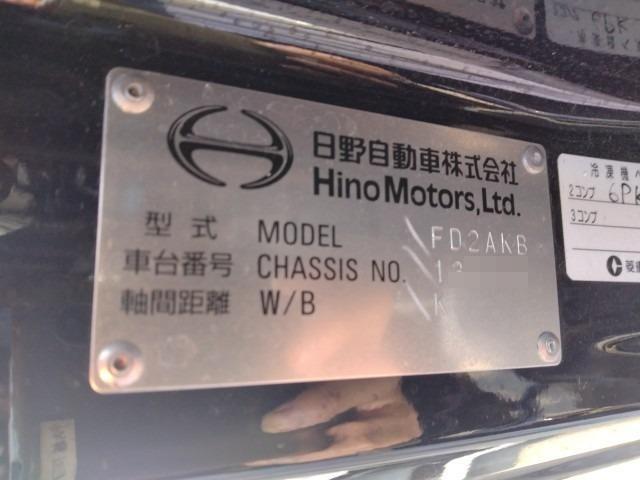 日野自動車株式会社
Hino Motors, Ltd.
型式 MODEL FD2AKB
車台番号 CHASSIS NO. 1
軸間距離 W/B K
冷凍機
2コンプ 6PK
3コンプ